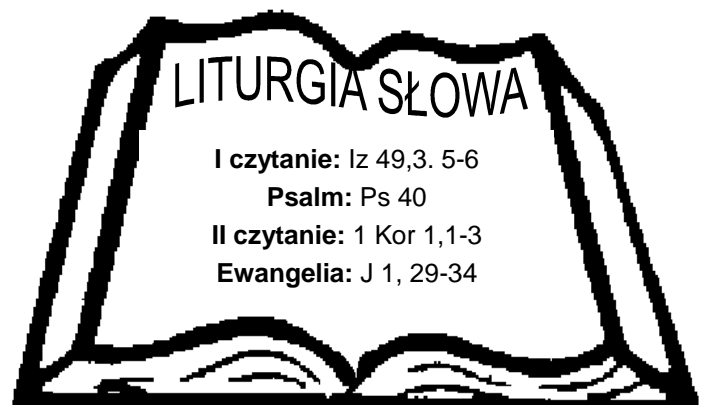 LITURGIA SŁOWA
I czytanie: Iz 49,3. 5-6
Psalm: Ps 40
II czytanie: 1 Kor 1,1-3
Ewangelia: J 1, 29-34